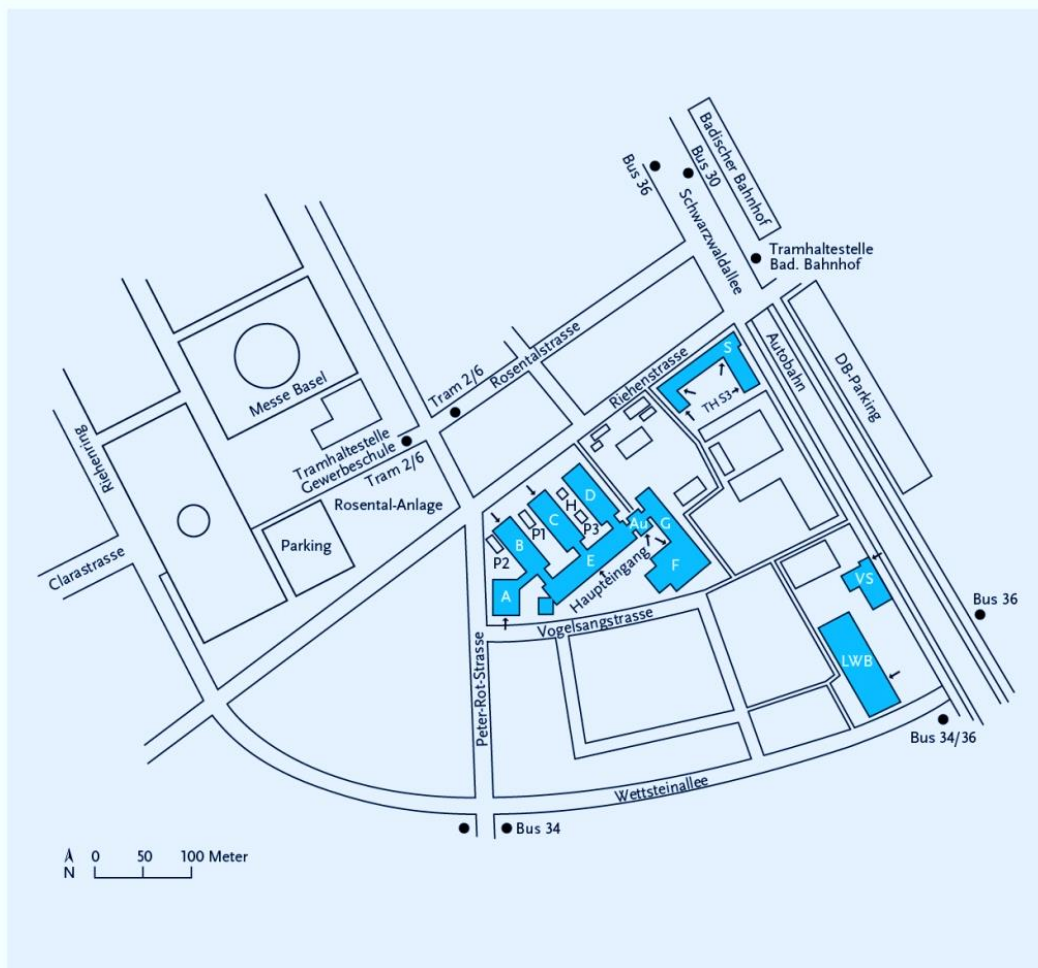 Badischer Bahnhof
Bus 30
Bus 36
Schwarzwaldallee
Tramhaltestelle
Bad. Bahnhof
Autobahn
DB-Parking
Rosentalstrasse
Tram 2/6
Riehenstrasse
S
TH S3
Messe Basel
Riehenring
Tramhaltestelle
Gewerbeschule
Tram 2/6
Rosental-Anlage
Parking
Clarastrasse
D
H
C
P1
P3
B
P2
Au
G
E
F
A
Haupteingang
Vogelsangstrasse
Peter-Rot-Strasse
VS
LWB
Bus 36
Bus 34/36
Wettsteinallee
Bus 34
N
0 50 100 Meter